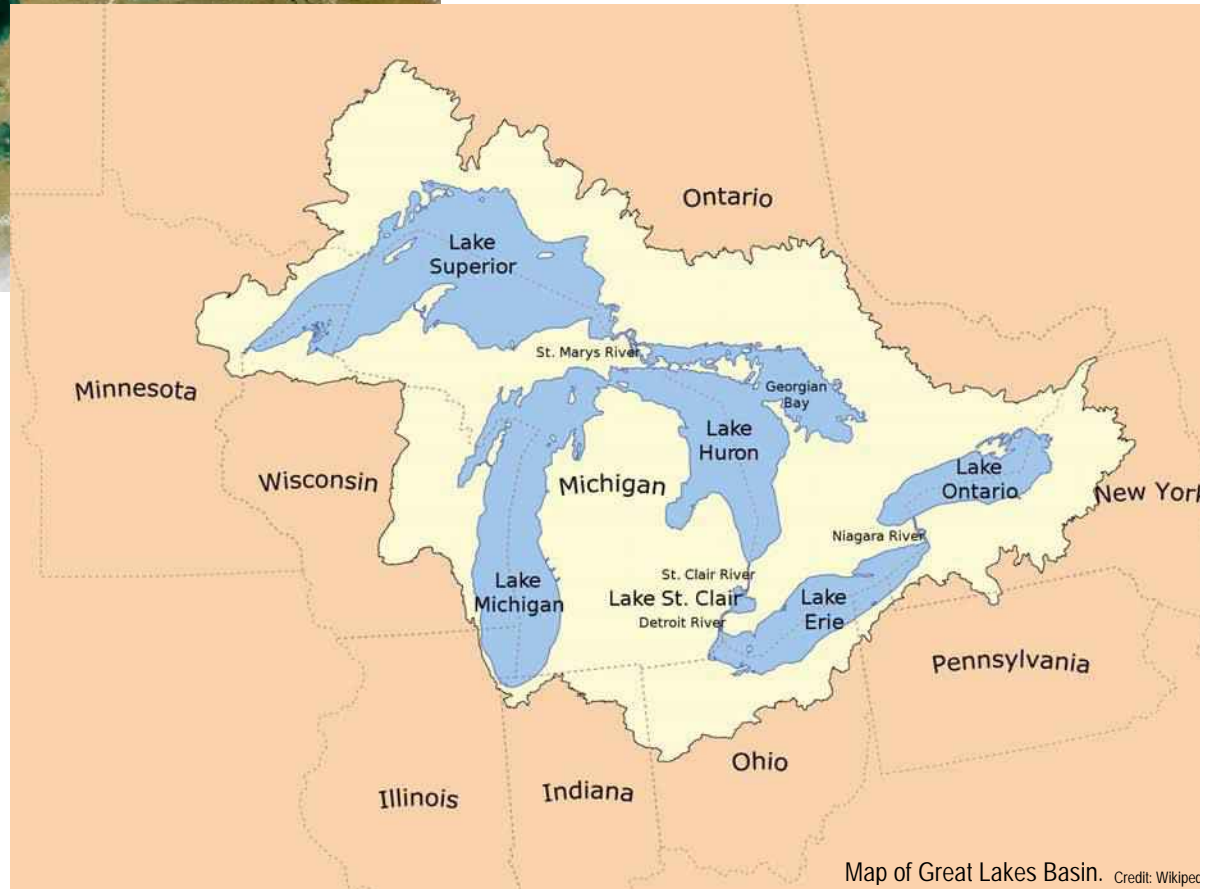 Ontario
Lake
Superior
St. Marys River
Minnesota
Georgian
Bay
Lake
Huron
Wisconsin
Michigan
Lake
Ontario
New York
Niagara River
St. Clair River
Lake
Michigan
Lake St. Clair
Lake
Erie
Detroit River
Pennsylvania
Ohio
Illinois
Indiana
Map of Great Lakes Basin. Credit: Wikiped